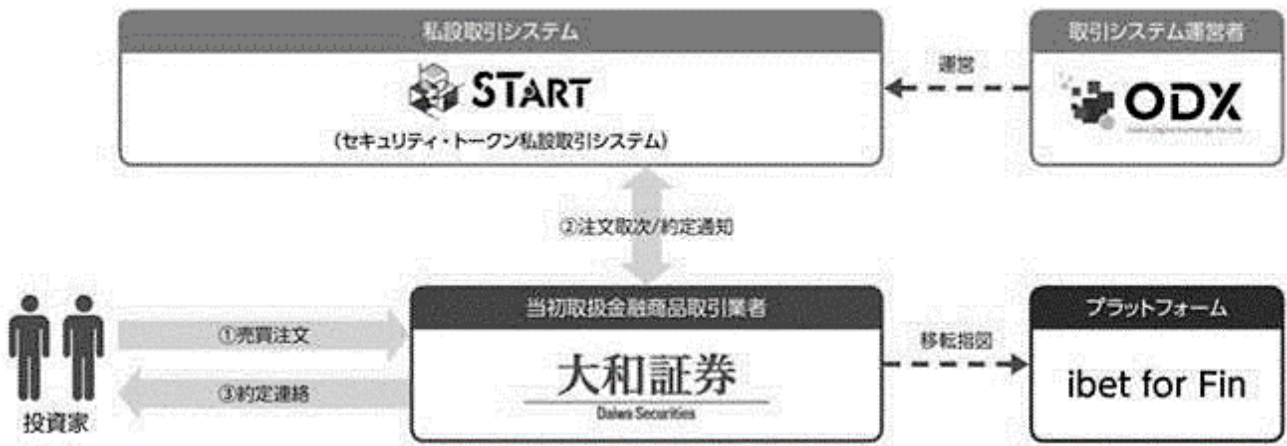 私設取引システム
START
(セキュリティ・トークン私設取引システム)
取引システム運営者
ODX
運営
②注文取次/約定通知
①売買注文
③約定連絡
投資家
当初取扱金融商品取引業者
大和証券
Daiwa Securities
移転指図
プラットフォーム
ibet for Fin